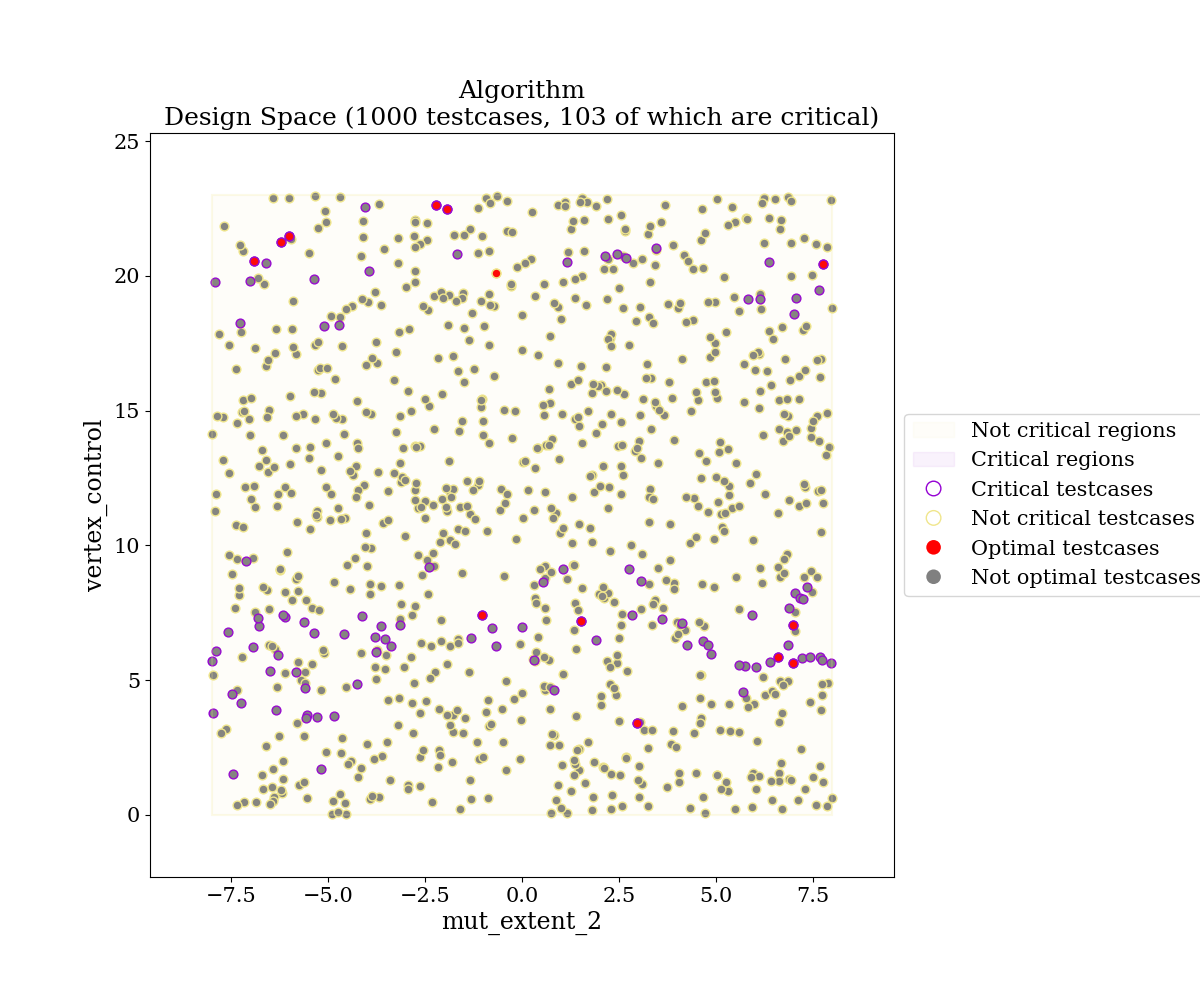 Algorithm
Design Space (1000 testcases, 103 of which are critical)
25
20
15
10
5
0
vertex_control
−7.5
−5.0
−2.5
0.0
2.5
5.0
7.5
mut_extent_2
Not critical regions
Critical regions
Critical testcases
Not critical testcases
Optimal testcases
Not optimal testcases